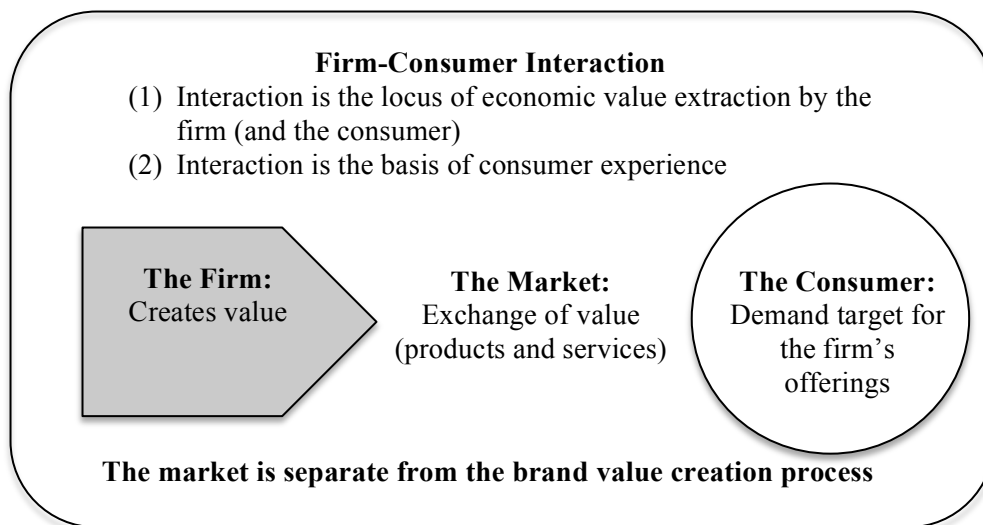 Firm-Consumer Interaction
(1) Interaction is the locus of economic value extraction by the
firm (and the consumer)
(2) Interaction is the basis of consumer experience
The Firm:
Creates value
The Market:
Exchange of value
(products and services)
The Consumer:
Demand target for
the firm’s
offerings
The market is separate from the brand value creation process